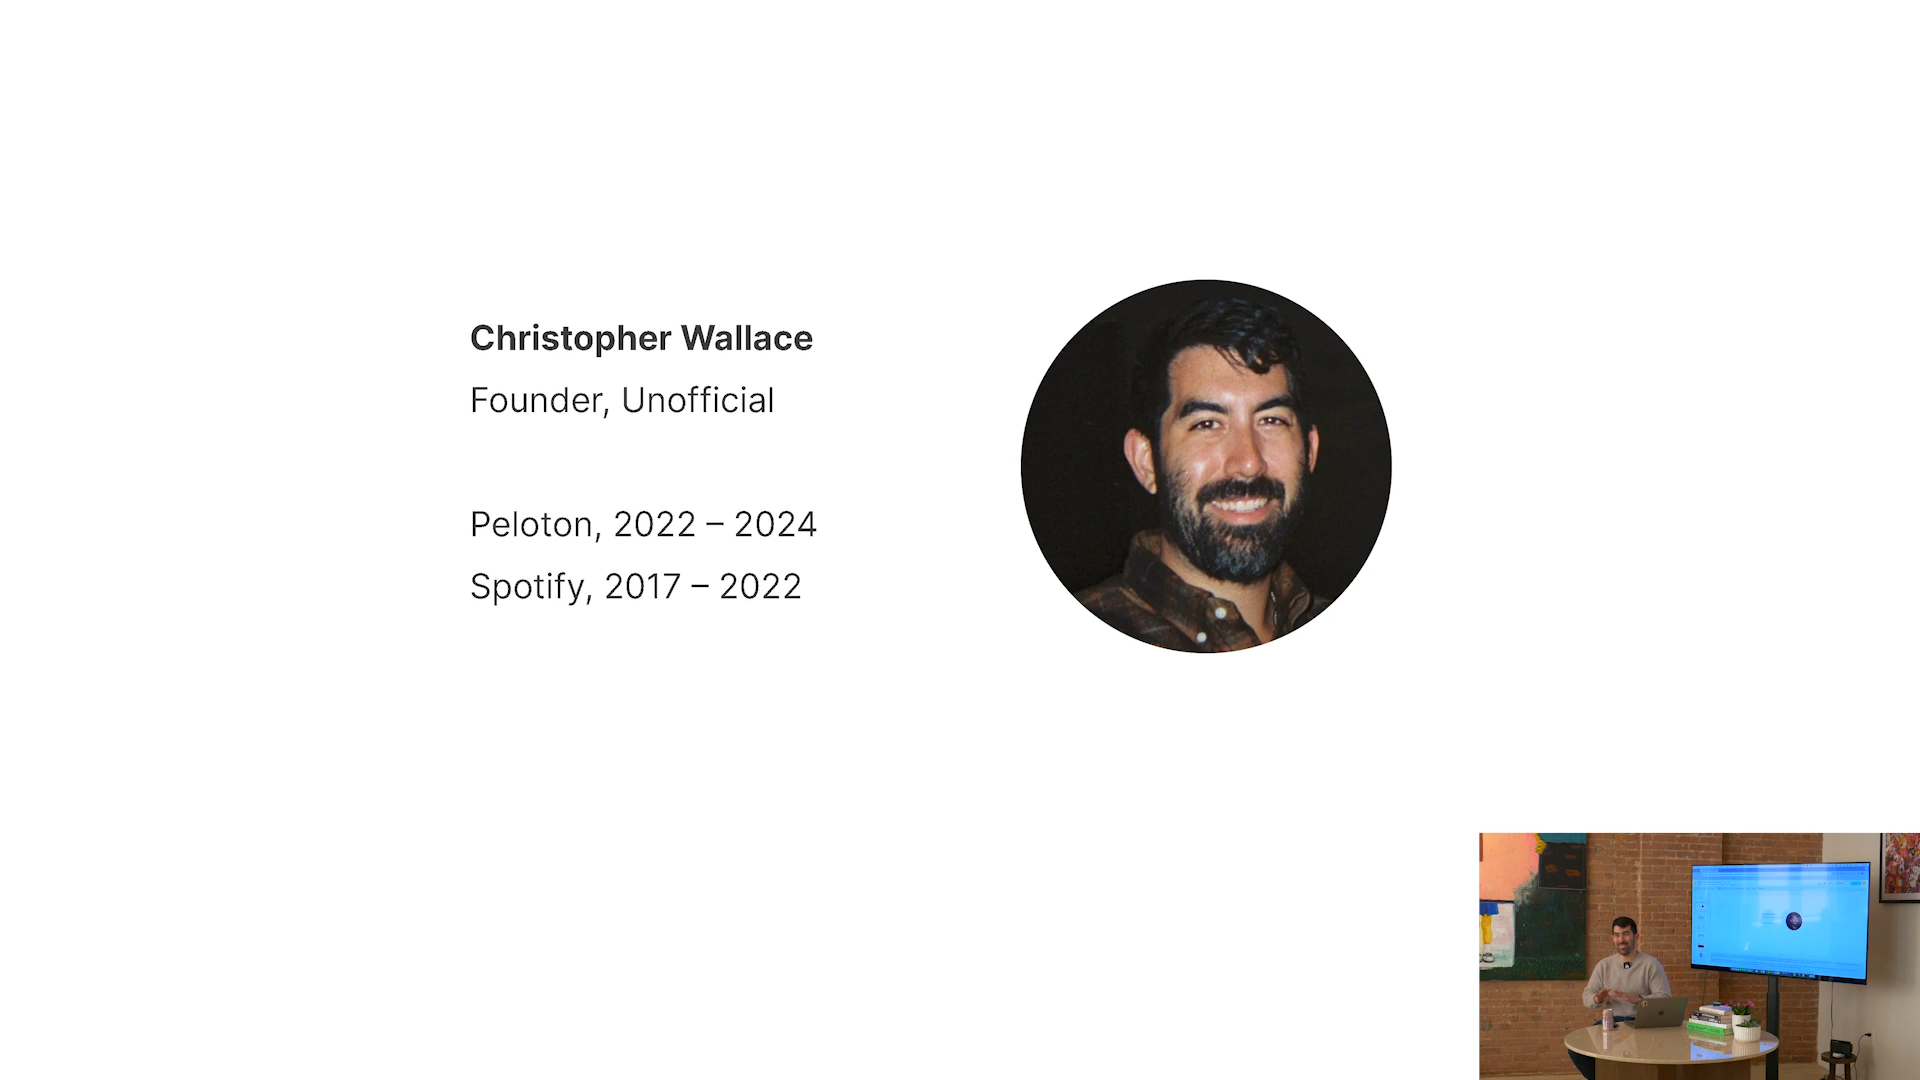 Christopher Wallace
Founder, Unofficial
Peloton, 2022 – 2024
Spotify, 2017 – 2022